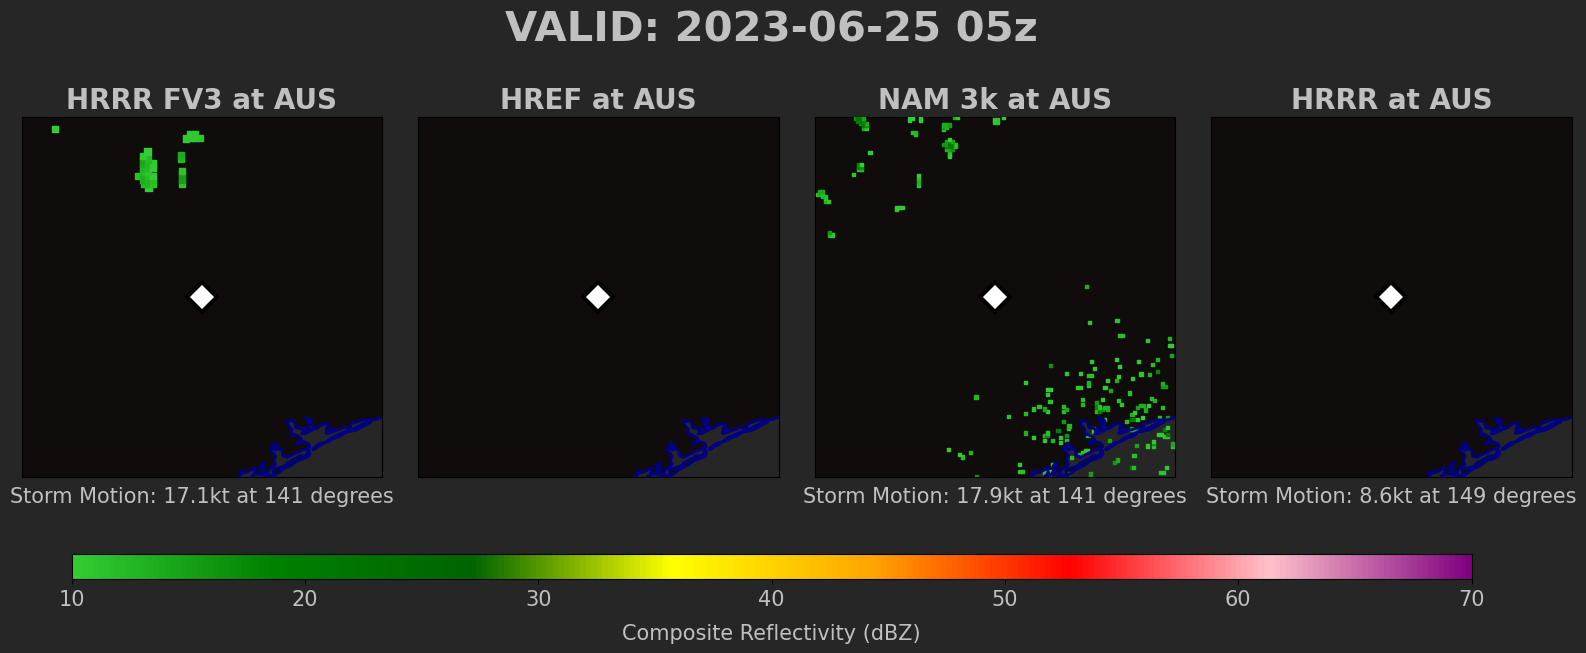 VALID: 2023-06-25 05z
HRRR FV3 at AUS
HREF at AUS
NAM 3k at AUS
HRRR at AUS
Storm Motion: 17.1kt at 141 degrees
Storm Motion: 17.9kt at 141 degrees
Storm Motion: 8.6kt at 149 degrees
10 20 30 40 50 60 70
Composite Reflectivity (dBZ)